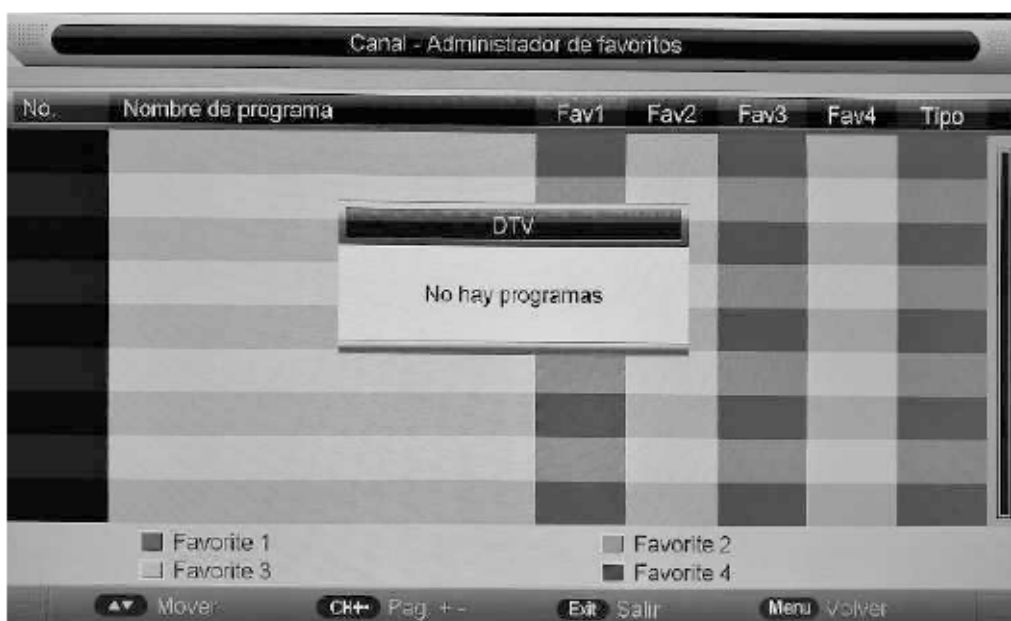 Canal - Administrador de favoritos
No. Nombre de programa Fav1 Fav2 Fav3 Fav4 Tipo
DTV
No hay programas
Favorite 1 Favorite 2
Favorite 3 Favorite 4
Mover CH+- Pag. + - Exit Salir Menu Volver